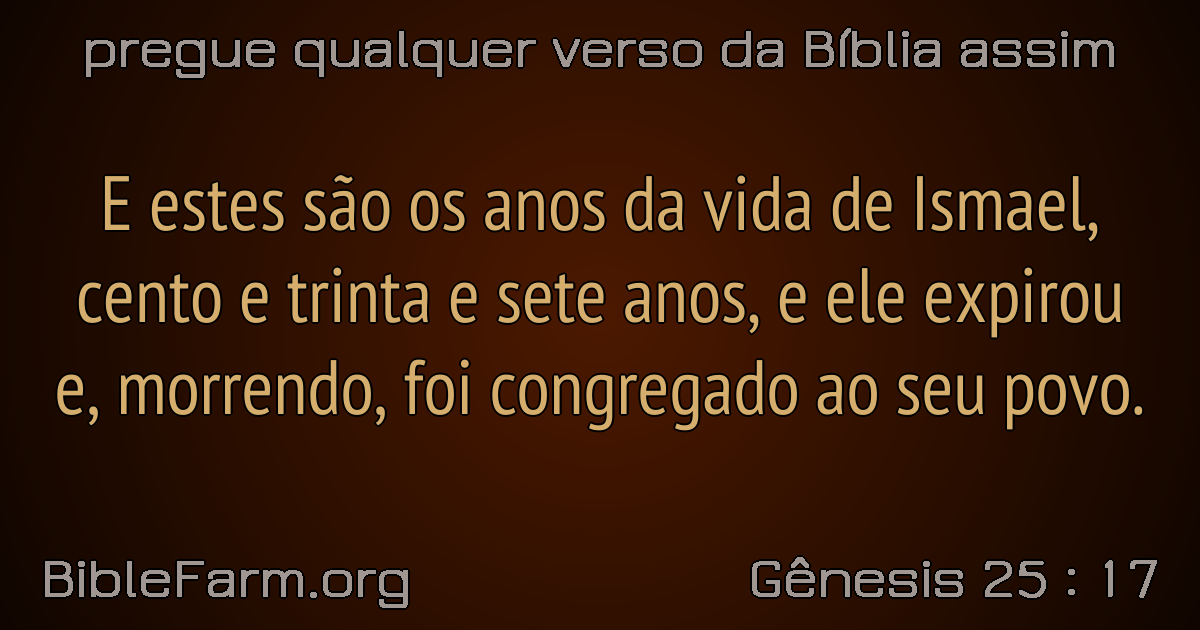 pregue qualquer verso da Bíblia assim
E estes são os anos da vida de Ismael,
cento e trinta e sete anos, e ele expirou
e, morrendo, foi congregado ao seu povo.
BibleFarm.org
Gênesis 25 : 17